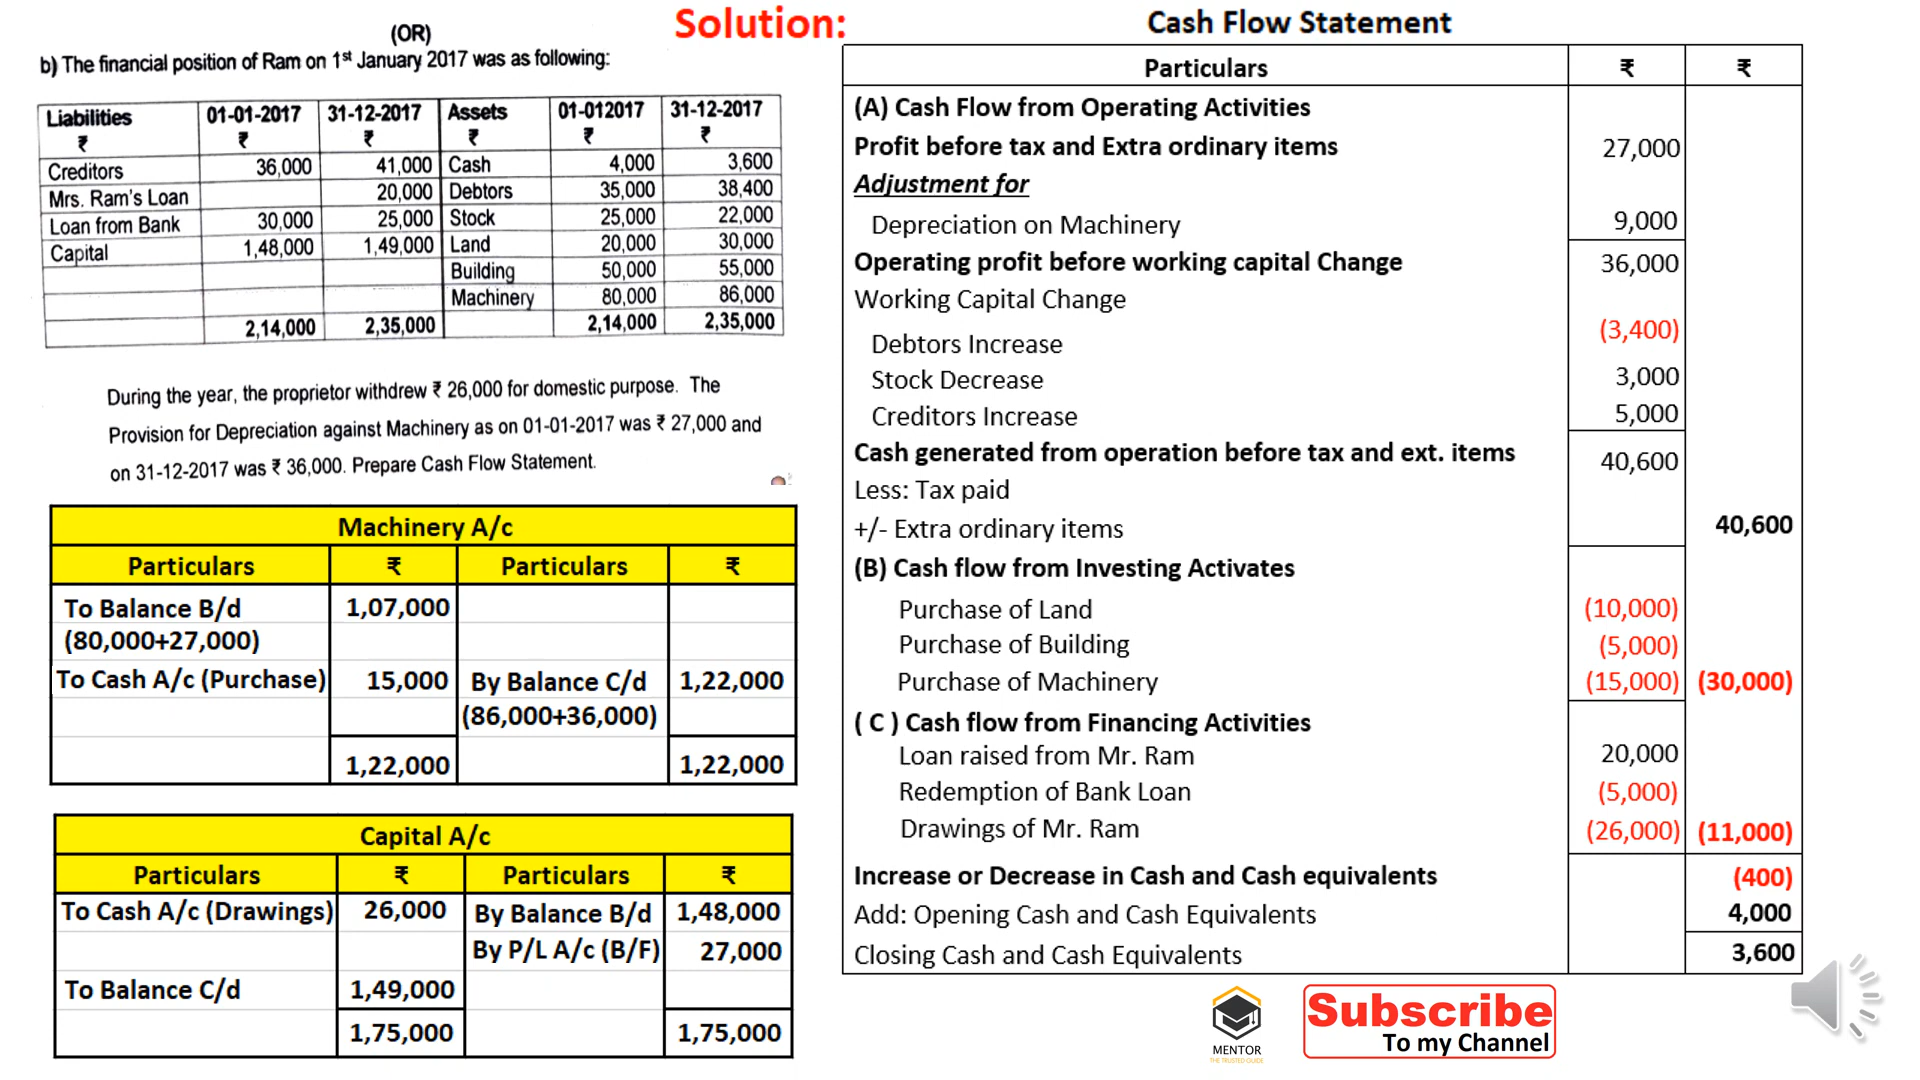 (OR)
b) The financial position of Ram on 1st January 2017 was as following:
Liabilities 01-01-2017 31-12-2017 Assets 01-012017 31-12-2017
₹ ₹ ₹ ₹ ₹ ₹
Creditors 36,000 41,000 Cash 4,000 3,600
Mrs. Ram's Loan 20,000 Debtors 35,000 38,400
Loan from Bank 30,000 25,000 Stock 25,000 22,000
Capital 1,48,000 1,49,000 Land 20,000 30,000
Building 50,000 55,000
Machinery 80,000 86,000
2,14,000 2,35,000 2,14,000 2,35,000
During the year, the proprietor withdrew ₹ 26,000 for domestic purpose. The
Provision for Depreciation against Machinery as on 01-01-2017 was ₹ 27,000 and
on 31-12-2017 was ₹ 36,000. Prepare Cash Flow Statement.
Machinery A/c
Particulars ₹ Particulars ₹
To Balance B/d 1,07,000
(80,000+27,000)
To Cash A/c (Purchase) 15,000 By Balance C/d 1,22,000
(86,000+36,000)
1,22,000 1,22,000
Capital A/c
Particulars ₹ Particulars ₹
To Cash A/c (Drawings) 26,000 By Balance B/d 1,48,000
By P/L A/c (B/F) 27,000
To Balance C/d 1,49,000
1,75,000 1,75,000
Solution:
Cash Flow Statement
Particulars ₹ ₹
(A) Cash Flow from Operating Activities
Profit before tax and Extra ordinary items 27,000
Adjustment for
Depreciation on Machinery 9,000
Operating profit before working capital Change 36,000
Working Capital Change
Debtors Increase (3,400)
Stock Decrease 3,000
Creditors Increase 5,000
Cash generated from operation before tax and ext. items 40,600
Less: Tax paid
+/- Extra ordinary items 40,600
(B) Cash flow from Investing Activates
Purchase of Land (10,000)
Purchase of Building (5,000)
Purchase of Machinery (15,000) (30,000)
( C ) Cash flow from Financing Activities
Loan raised from Mr. Ram 20,000
Redemption of Bank Loan (5,000)
Drawings of Mr. Ram (26,000) (11,000)
Increase or Decrease in Cash and Cash equivalents (400)
Add: Opening Cash and Cash Equivalents 4,000
Closing Cash and Cash Equivalents 3,600
MENTOR
THE TRUSTED GUIDE
Subscribe
To my Channel